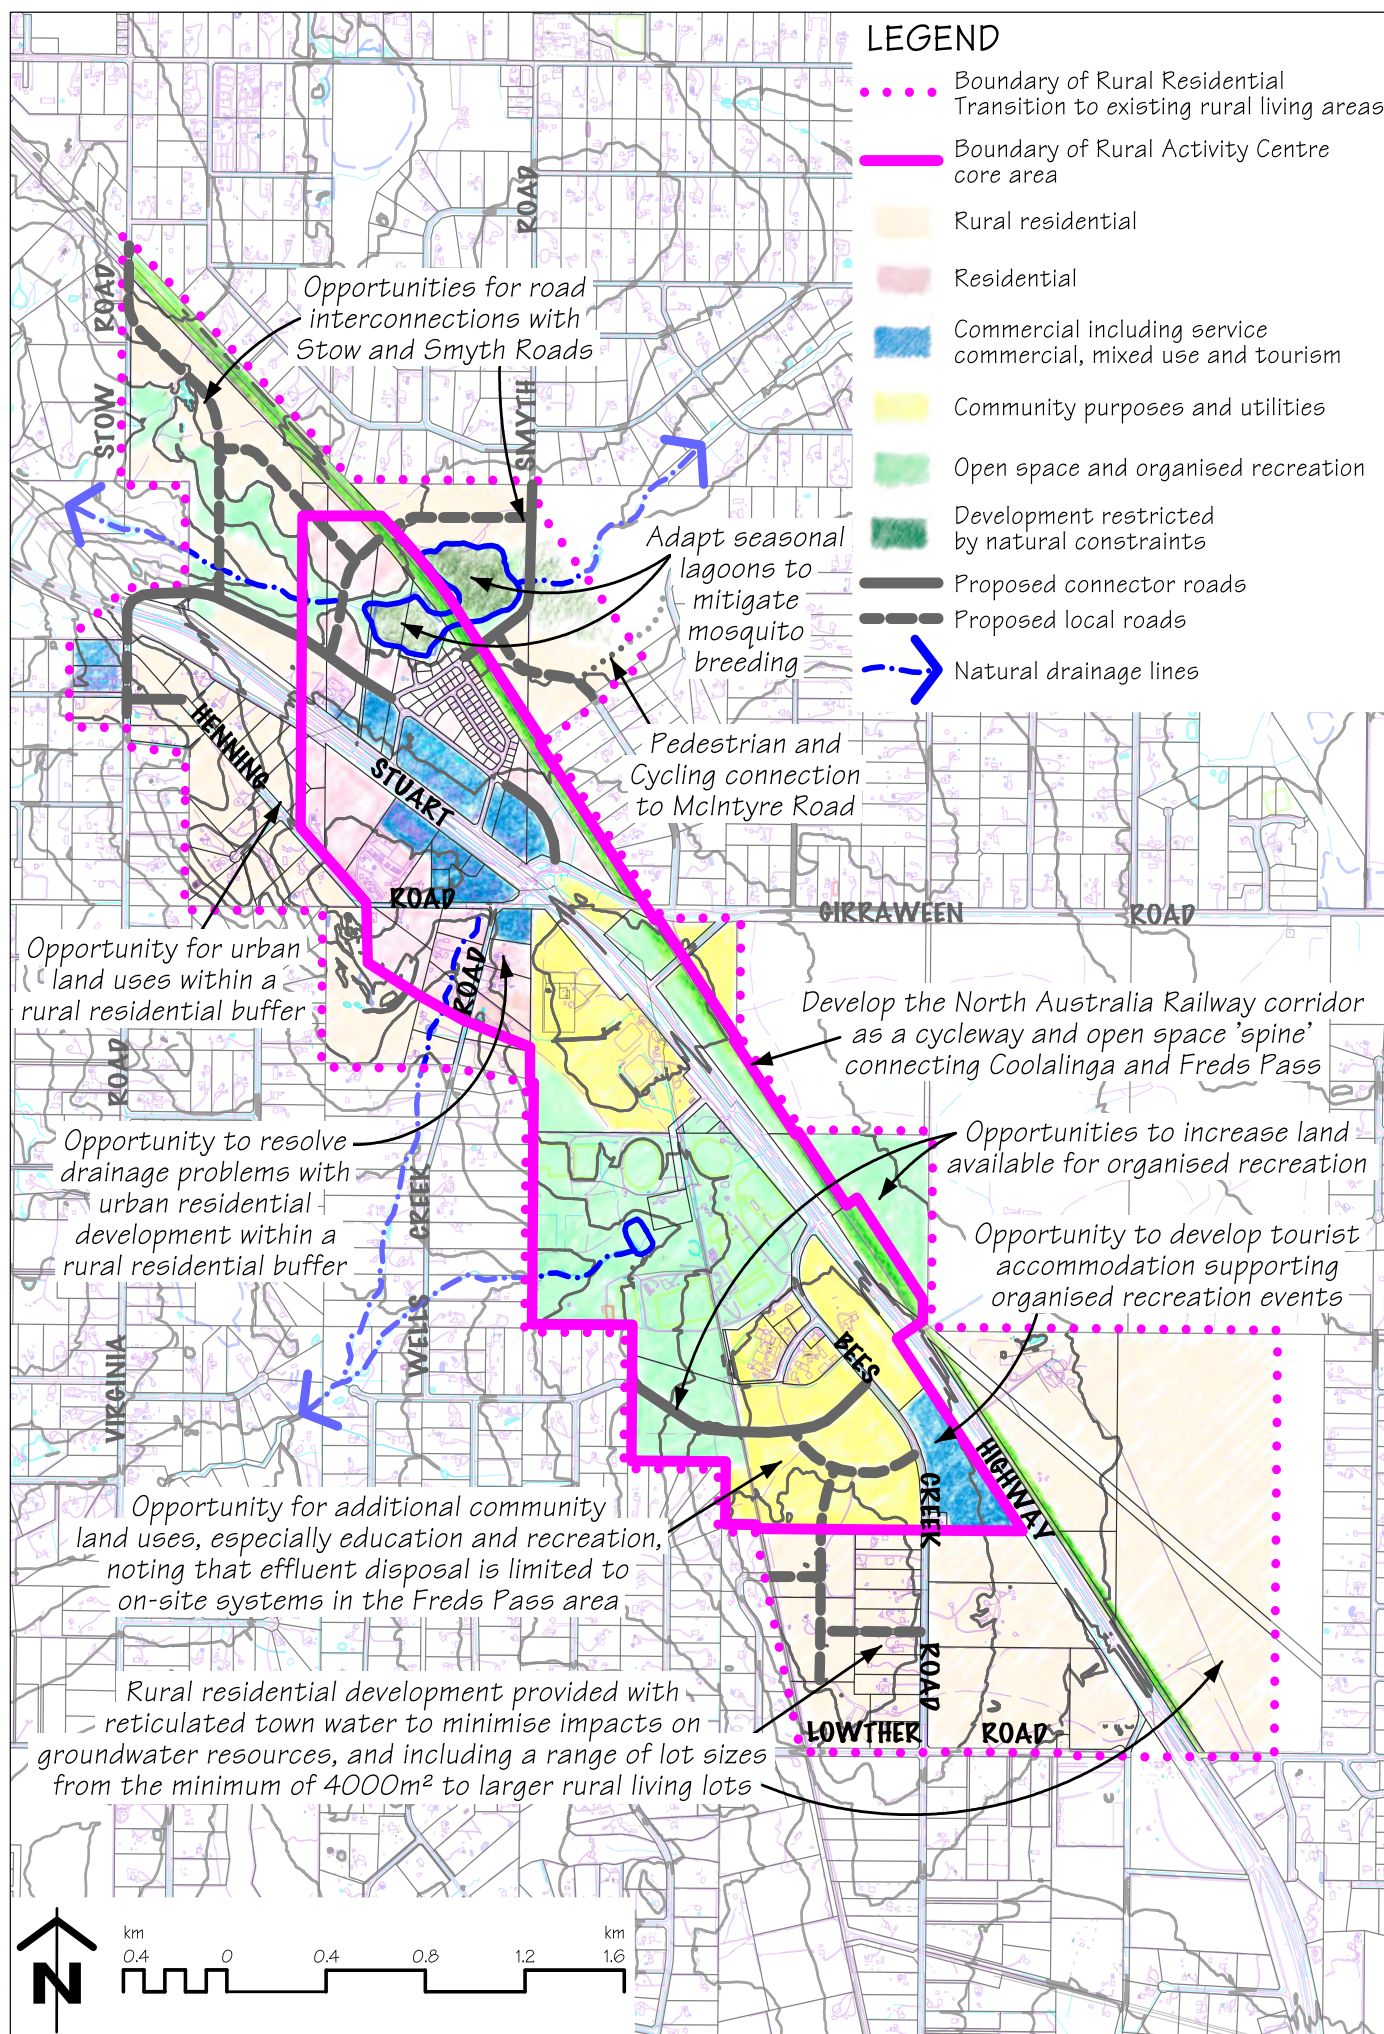 LEGEND
Boundary of Rural Residential
Transition to existing rural living areas
Boundary of Rural Activity Centre
core area
Rural residential
Residential
Commercial including service
commercial, mixed use and tourism
Community purposes and utilities
Open space and organised recreation
Development restricted
by natural constraints
Proposed connector roads
Proposed local roads
Natural drainage lines
ROAD
SMYTH
STOW
ROAD
Opportunities for road
interconnections with
Stow and Smyth Roads
Adapt seasonal
lagoons to
mitigate
mosquito
breeding
Pedestrian and
Cycling connection
to McIntyre Road
HENNING
STUART
ROAD
GIRRAWEEN
ROAD
ROAD
Opportunity for urban
land uses within a
rural residential buffer
Develop the North Australia Railway corridor
as a cycleway and open space 'spine'
connecting Coolalinga and Freds Pass
ROAD
Opportunity to resolve
drainage problems with
urban residential
development within a
rural residential buffer
Opportunities to increase land
available for organised recreation
CREEK
WELLS
Opportunity to develop tourist
accommodation supporting
organised recreation events
VIRGINIA
BEES
HIGHWAY
CREEK
Opportunity for additional community
land uses, especially education and recreation,
noting that effluent disposal is limited to
on-site systems in the Freds Pass area
ROAD
Rural residential development provided with
reticulated town water to minimise impacts on
groundwater resources, and including a range of lot sizes
from the minimum of 4000m² to larger rural living lots
LOWTHER
ROAD
N
km
km
0.4
0
0.4
0.8
1.2
1.6